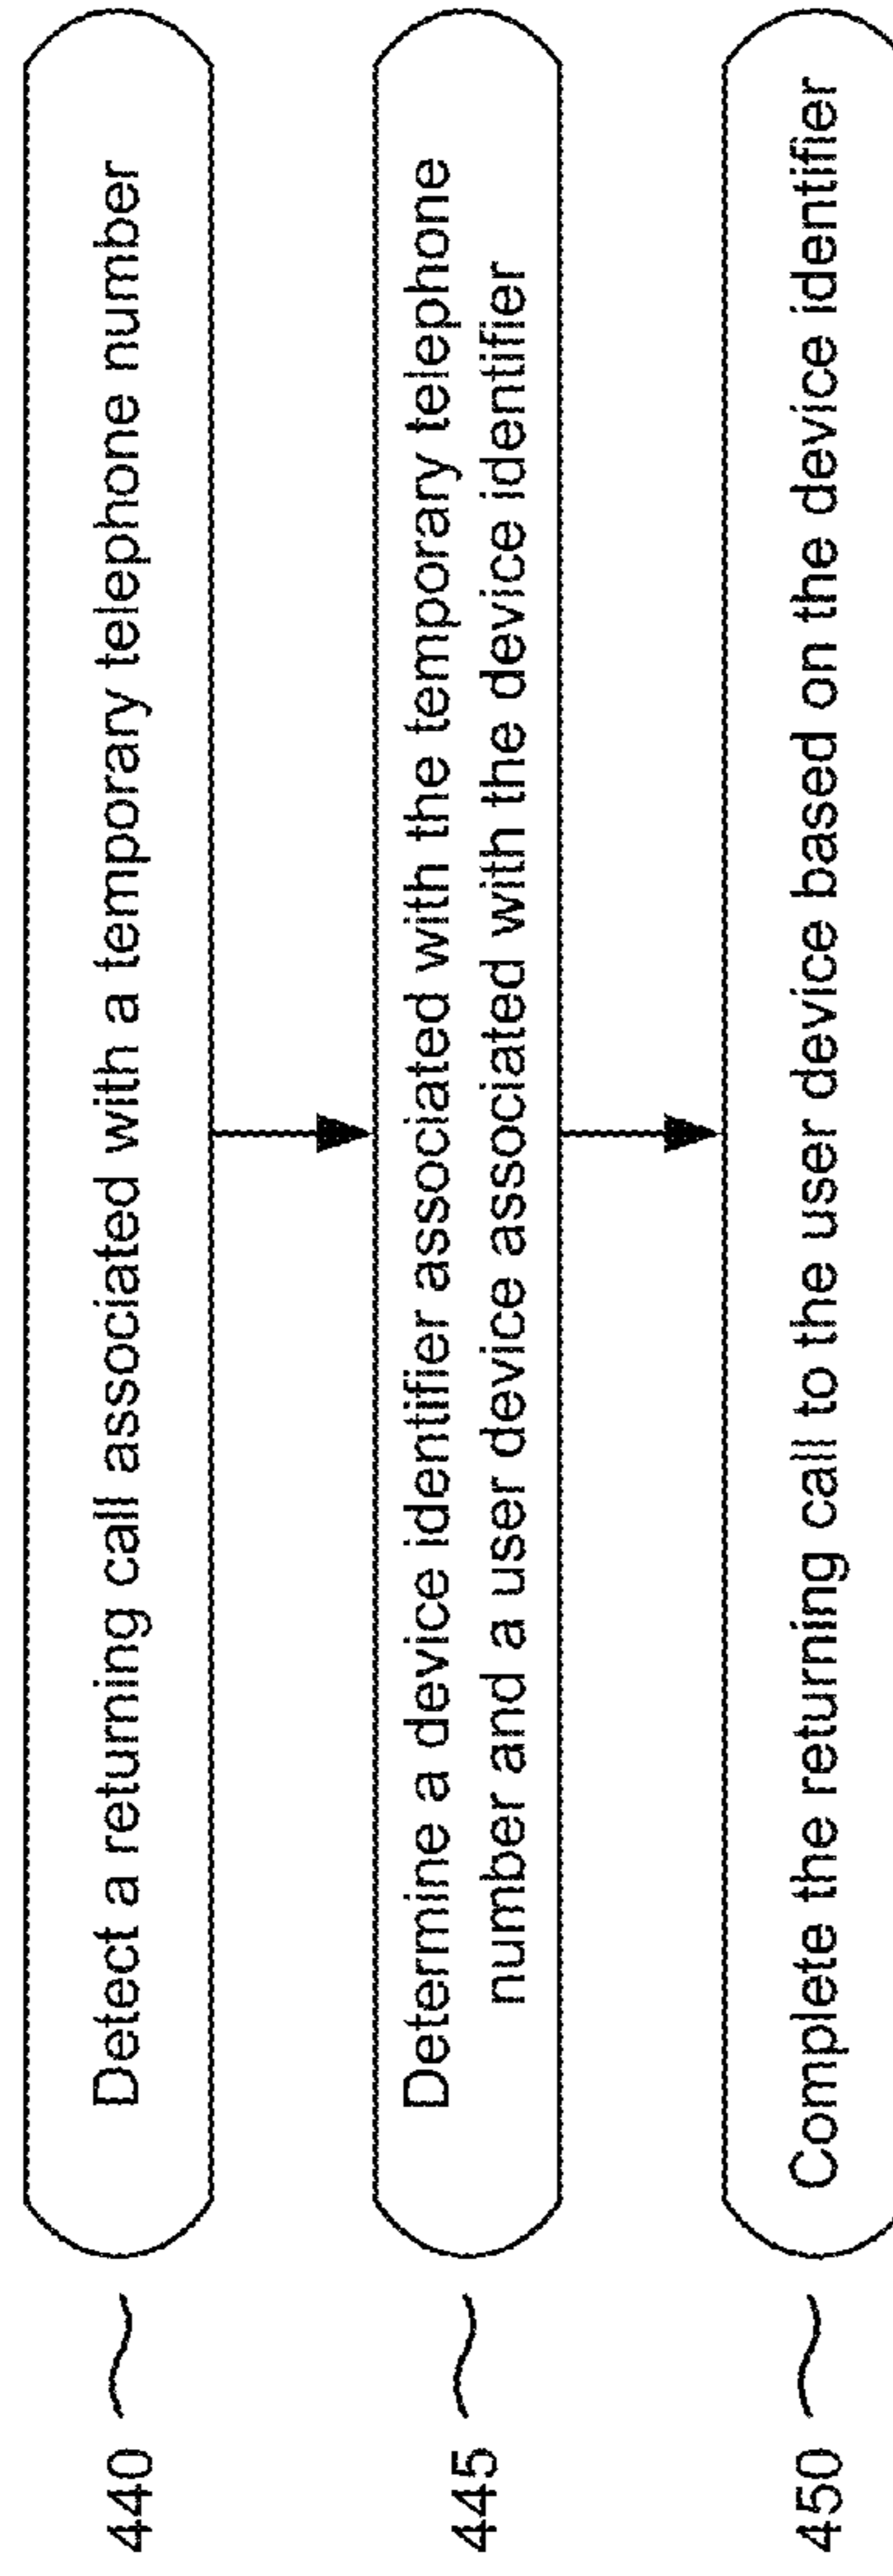 440
Detect a returning call associated with a temporary telephone number
445
Determine a device identifier associated with the temporary telephone
number and a user device associated with the device identifier
450
Complete the returning call to the user device based on the device identifier